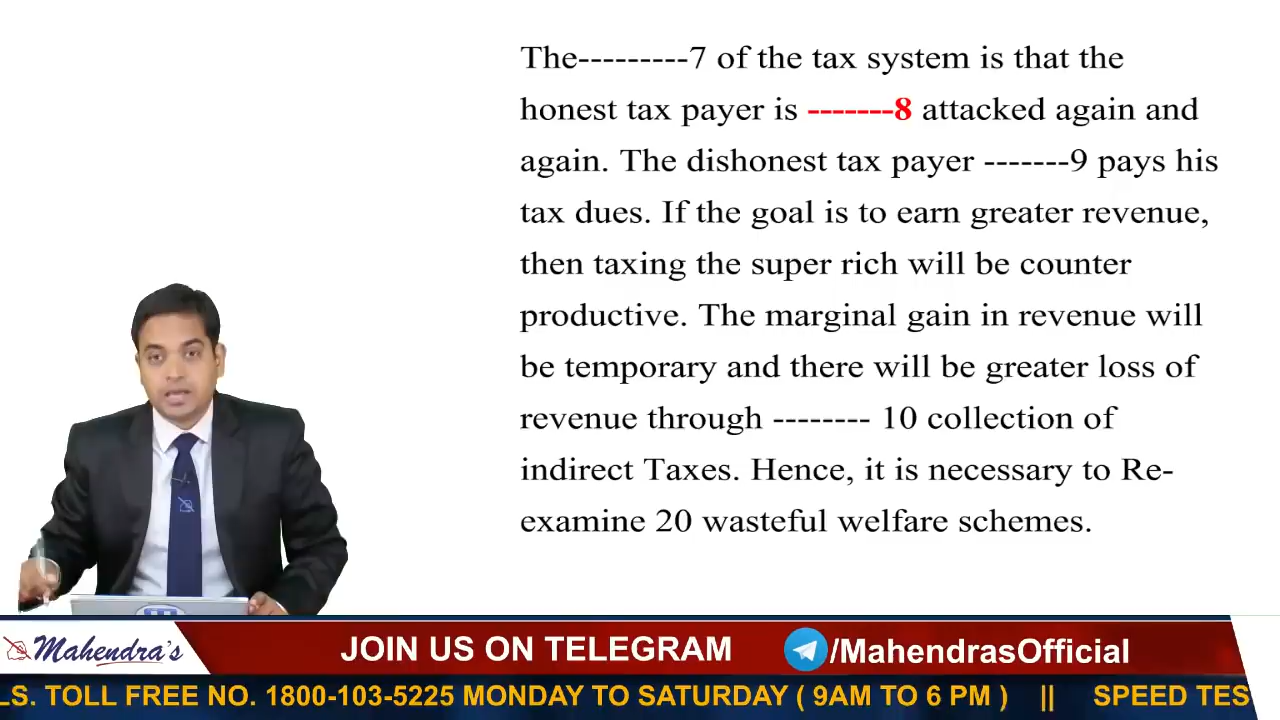 The---------7 of the tax system is that the
honest tax payer is -------8 attacked again and
again. The dishonest tax payer -------9 pays his
tax dues. If the goal is to earn greater revenue,
then taxing the super rich will be counter
productive. The marginal gain in revenue will
be temporary and there will be greater loss of
revenue through -------- 10 collection of
indirect Taxes. Hence, it is necessary to Re-
examine 20 wasteful welfare schemes.
Mahendra's
JOIN US ON TELEGRAM
/MahendrasOfficial
LS. TOLL FREE NO. 1800-103-5225 MONDAY TO SATURDAY ( 9AM TO 6 PM ) || SPEED TES